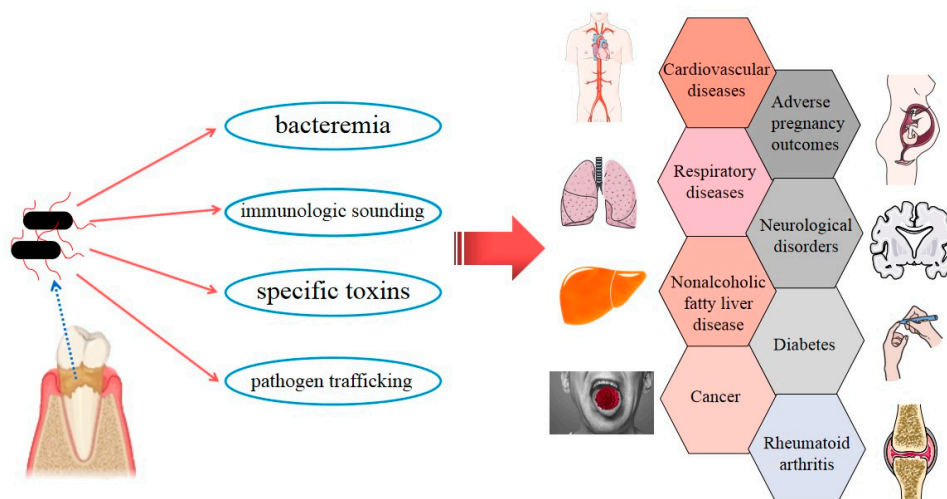 bacteremia
immunologic sounding
specific toxins
pathogen trafficking
Cardiovascular
diseases
Adverse
pregnancy
outcomes
Respiratory
diseases
Neurological
disorders
Nonalcoholic
fatty liver
disease
Diabetes
Cancer
Rheumatoid
arthritis